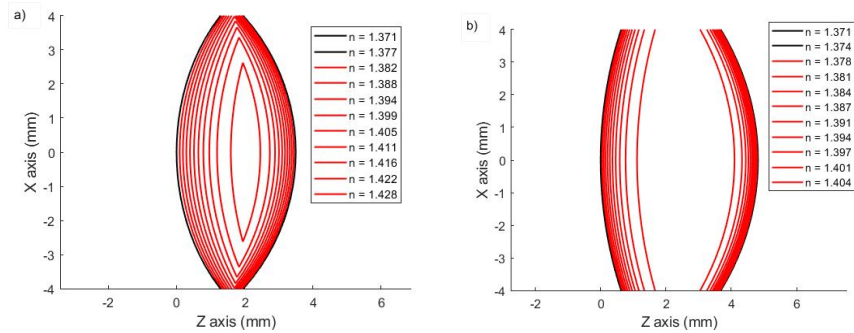 a)
4
3
2
1
0
-1
-2
-3
-4
X axis (mm)
-2
0
2
4
6
Z axis (mm)
n = 1.371
n = 1.377
n = 1.382
n = 1.388
n = 1.394
n = 1.399
n = 1.405
n = 1.411
n = 1.416
n = 1.422
n = 1.428
b)
4
3
2
1
0
-1
-2
-3
-4
X axis (mm)
-2
0
2
4
6
Z axis (mm)
n = 1.371
n = 1.374
n = 1.378
n = 1.381
n = 1.384
n = 1.387
n = 1.391
n = 1.394
n = 1.397
n = 1.401
n = 1.404